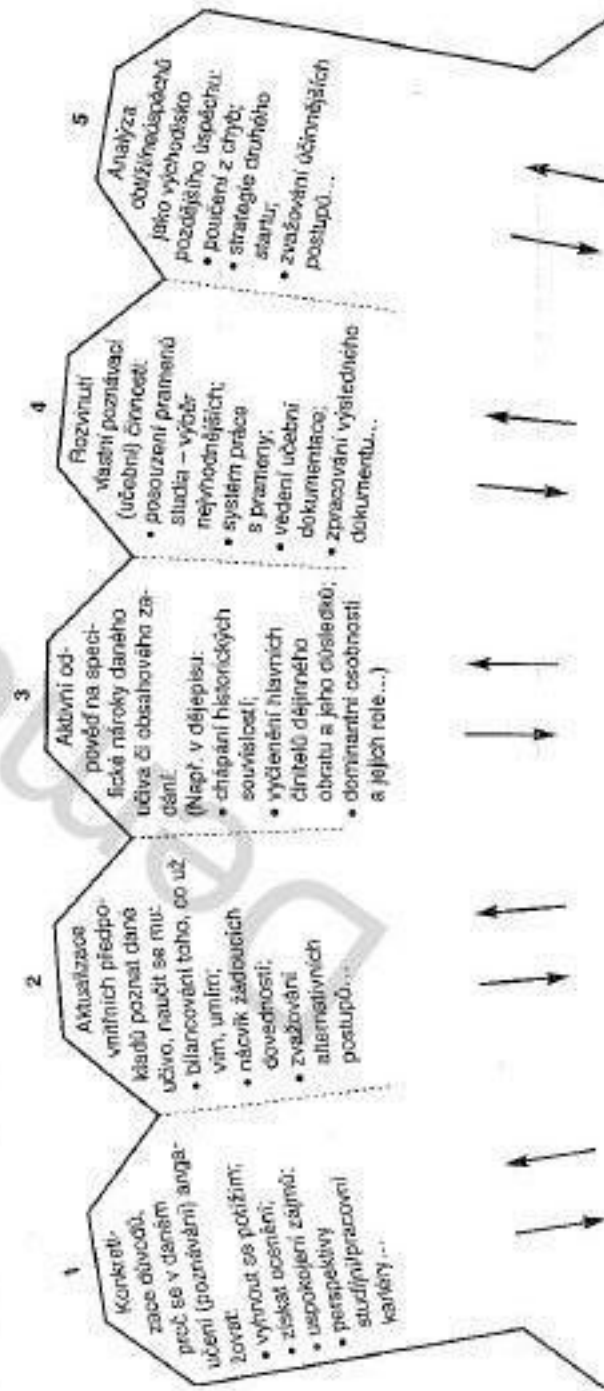 1
Konkreti-
zace důvodů,
proč se v daném
učení (poznávání) anga-
žovat:
• vyhnout se potížím;
• získat ocenění;
• uspokojení zájmů;
• perspektivy
studijní/pracovní
kariéry...
2
Aktualizace
vnitřních předpo-
kladů poznat dané
učivo, naučit se mu:
• bilancování toho, co už
vím, umím;
• nácvik žádoucích
dovedností;
• zvažování
alternativních
postupů...
3
Aktivní od-
pověď na speci-
fické nároky daného
učiva či obsahového za-
dání:
(Např. v dějepisu:
• chápání historických
souvislostí;
• vyčlenění hlavních
činitelů dějinného
obratu a jeho důsledků;
• dominantní osobnosti
a jejich role...)
4
Rozvinutí
vlastní poznávací
(učební) činnosti:
• posouzení pramenů
studia – výběr
nejvhodnějších;
• systém práce
s prameny;
• vedení učební
dokumentace;
• zpracování výsledného
dokumentu...
5
Analýza
obtíží/neúspěchů
jako východisko
pozdějšího úspěchu:
• poučení z chyb;
• strategie druhého
startu;
• zvažování účinnějších
postupů...